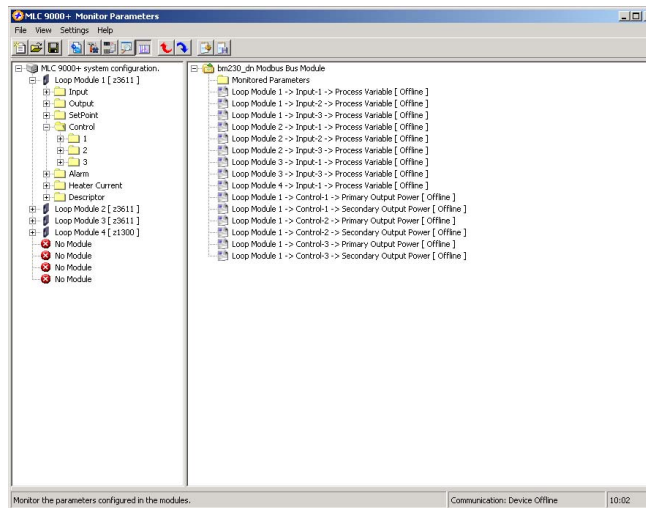 MLC 9000+ Monitor Parameters
File View Settings Help
MLC 9000+ system configuration.
Loop Module 1 [ z3611 ]
Input
Output
SetPoint
Control
1
2
3
Alarm
Heater Current
Descriptor
Loop Module 2 [ z3611 ]
Loop Module 3 [ z3611 ]
Loop Module 4 [ z1300 ]
No Module
No Module
No Module
No Module
bm230_dn Modbus Bus Module
Monitored Parameters
Loop Module 1 -> Input-1 -> Process Variable [ Offline ]
Loop Module 1 -> Input-2 -> Process Variable [ Offline ]
Loop Module 1 -> Input-3 -> Process Variable [ Offline ]
Loop Module 2 -> Input-1 -> Process Variable [ Offline ]
Loop Module 2 -> Input-2 -> Process Variable [ Offline ]
Loop Module 2 -> Input-3 -> Process Variable [ Offline ]
Loop Module 3 -> Input-1 -> Process Variable [ Offline ]
Loop Module 4 -> Input-1 -> Process Variable [ Offline ]
Loop Module 1 -> Control-1 -> Primary Output Power [ Offline ]
Loop Module 1 -> Control-1 -> Secondary Output Power [ Offline ]
Loop Module 1 -> Control-2 -> Primary Output Power [ Offline ]
Loop Module 1 -> Control-2 -> Secondary Output Power [ Offline ]
Loop Module 1 -> Control-3 -> Primary Output Power [ Offline ]
Loop Module 1 -> Control-3 -> Secondary Output Power [ Offline ]
Monitor the parameters configured in the modules.
Communication: Device Offline
10:02